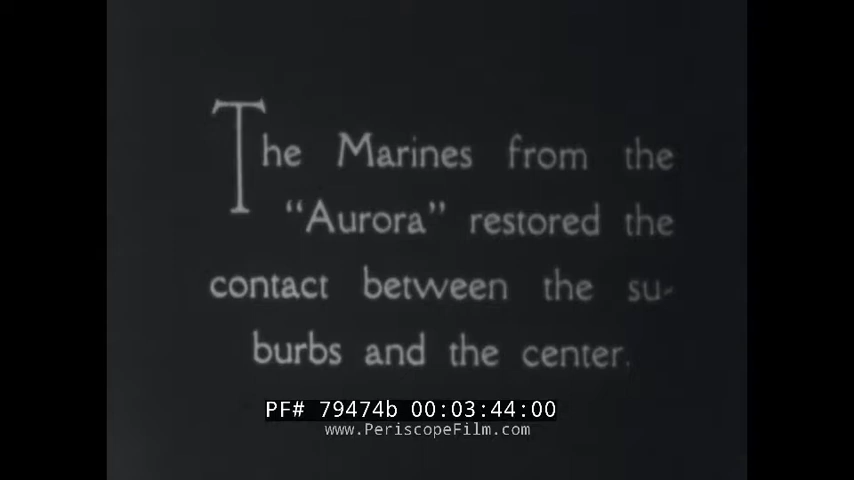 The Marines from the
“Aurora” restored the
contact between the su-
burbs and the center.
PF# 79474b 00:03:44:00
www.PeriscopeFilm.com